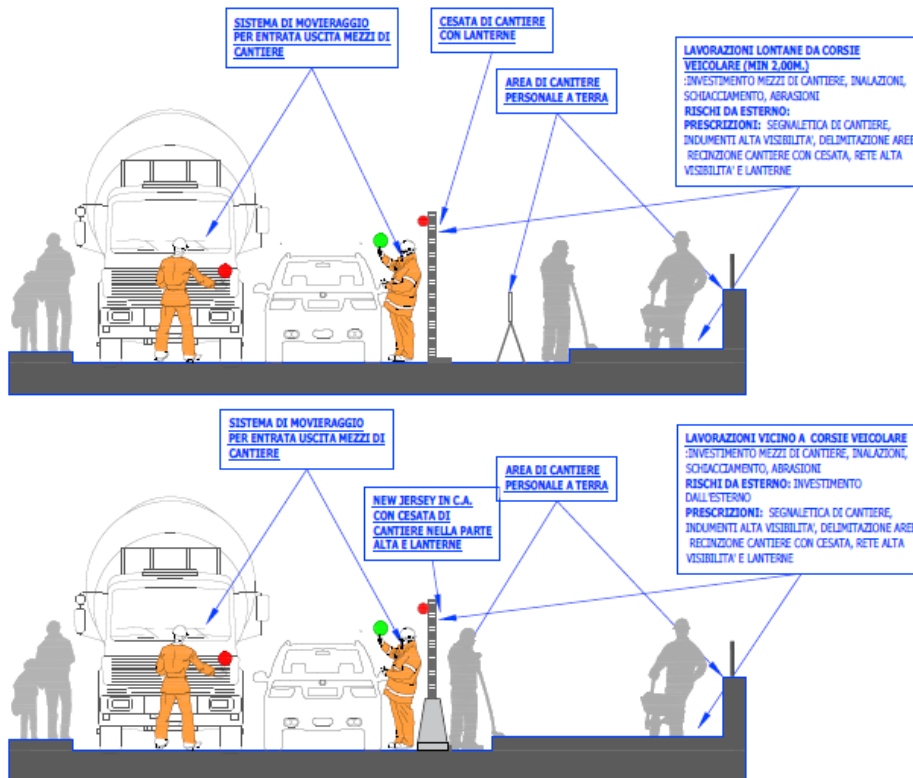 SISTEMA DI MOVIERAGGIO
PER ENTRATA USCITA MEZZI DI
CANTIERE
CESATA DI CANTIERE
CON LANTERNE
AREA DI CANITERE
PERSONALE A TERRA
LAVORAZIONI LONTANE DA CORSIE
VEICOLARE (MIN 2,00M.)
:INVESTIMENTO MEZZI DI CANTIERE, INALAZIONI,
SCHIACCIAMENTO, ABRASIONI
RISCHI DA ESTERNO:
PRESCRIZIONI: SEGNALETICA DI CANTIERE,
INDUMENTI ALTA VISIBILITA', DELIMITAZIONE AREE
RECINZIONE CANTIERE CON CESATA, RETE ALTA
VISIBILITA' E LANTERNE
SISTEMA DI MOVIERAGGIO
PER ENTRATA USCITA MEZZI DI
CANTIERE
NEW JERSEY IN C.A.
CON CESATA DI
CANTIERE NELLA PARTE
ALTA E LANTERNE
AREA DI CANTIERE
PERSONALE A TERRA
LAVORAZIONI VICINO A CORSIE VEICOLARE
:INVESTIMENTO MEZZI DI CANTIERE, INALAZIONI,
SCHIACCIAMENTO, ABRASIONI
RISCHI DA ESTERNO: INVESTIMENTO
DALL'ESTERNO
PRESCRIZIONI: SEGNALETICA DI CANTIERE,
INDUMENTI ALTA VISIBILITA', DELIMITAZIONE AREE
RECINZIONE CANTIERE CON CESATA, RETE ALTA
VISIBILITA' E LANTERNE